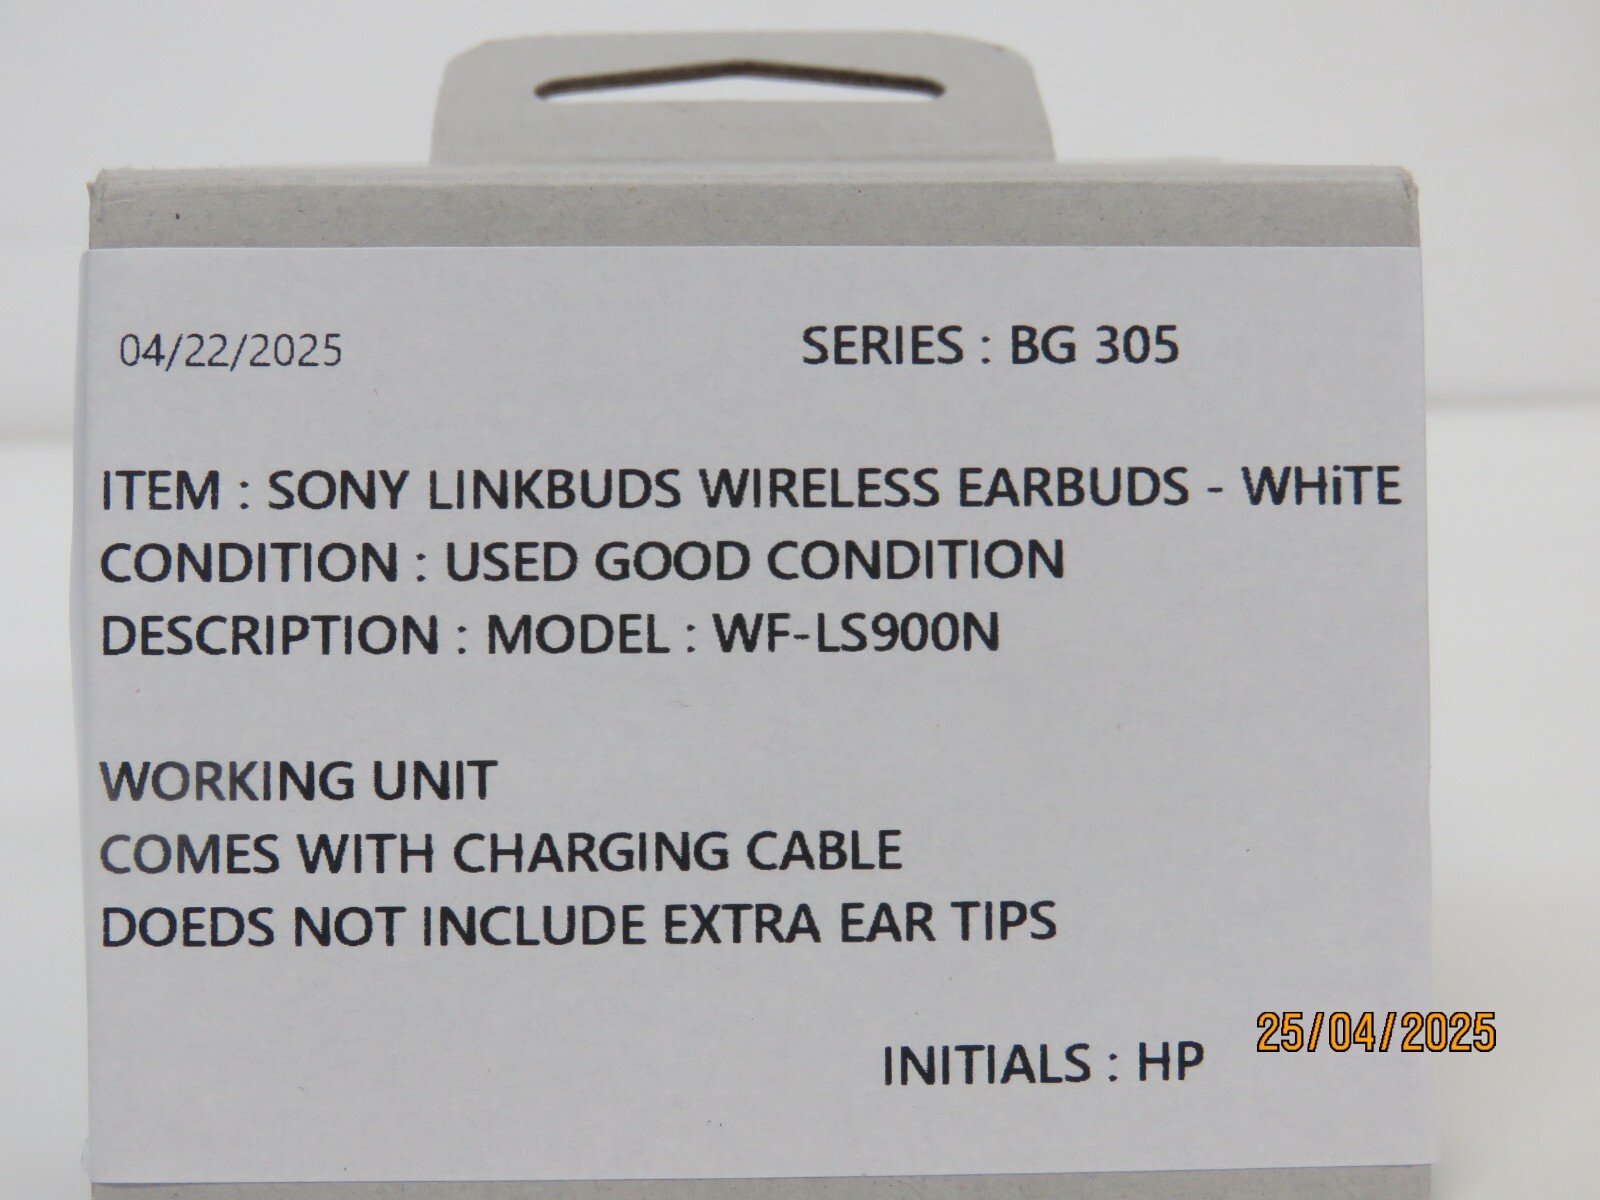 04/22/2025 SERIES : BG 305
ITEM : SONY LINKBUDS WIRELESS EARBUDS - WHiTE
CONDITION : USED GOOD CONDITION
DESCRIPTION : MODEL : WF-LS900N
WORKING UNIT
COMES WITH CHARGING CABLE
DOEDS NOT INCLUDE EXTRA EAR TIPS
25/04/2025
INITIALS : HP